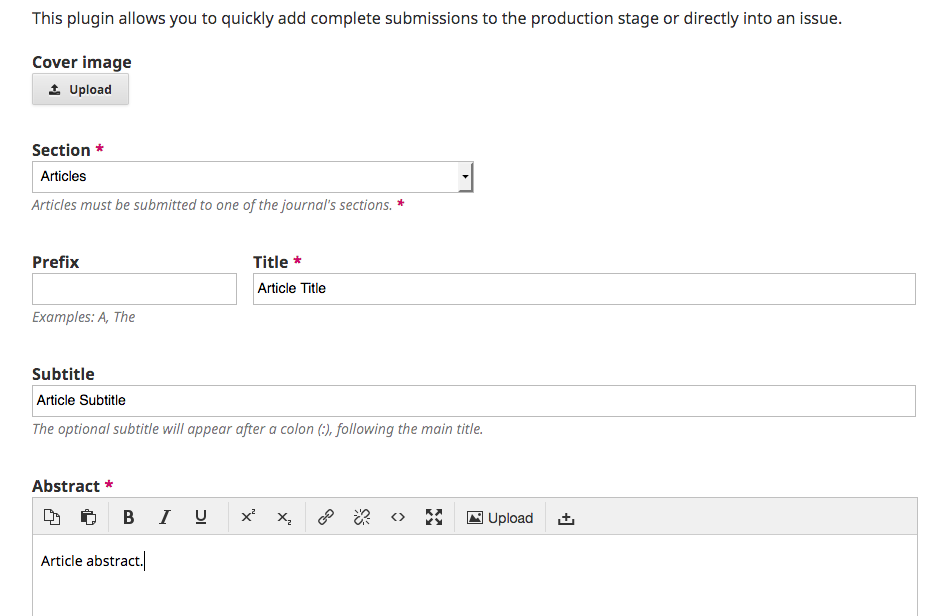 This plugin allows you to quickly add complete submissions to the production stage or directly into an issue.
Cover image
Upload
Section *
Articles
Articles must be submitted to one of the journal's sections. *
Prefix
Title *
Article Title
Examples: A, The
Subtitle
Article Subtitle
The optional subtitle will appear after a colon (:), following the main title.
Abstract *
B I U x² x₂ <> Upload
Article abstract.